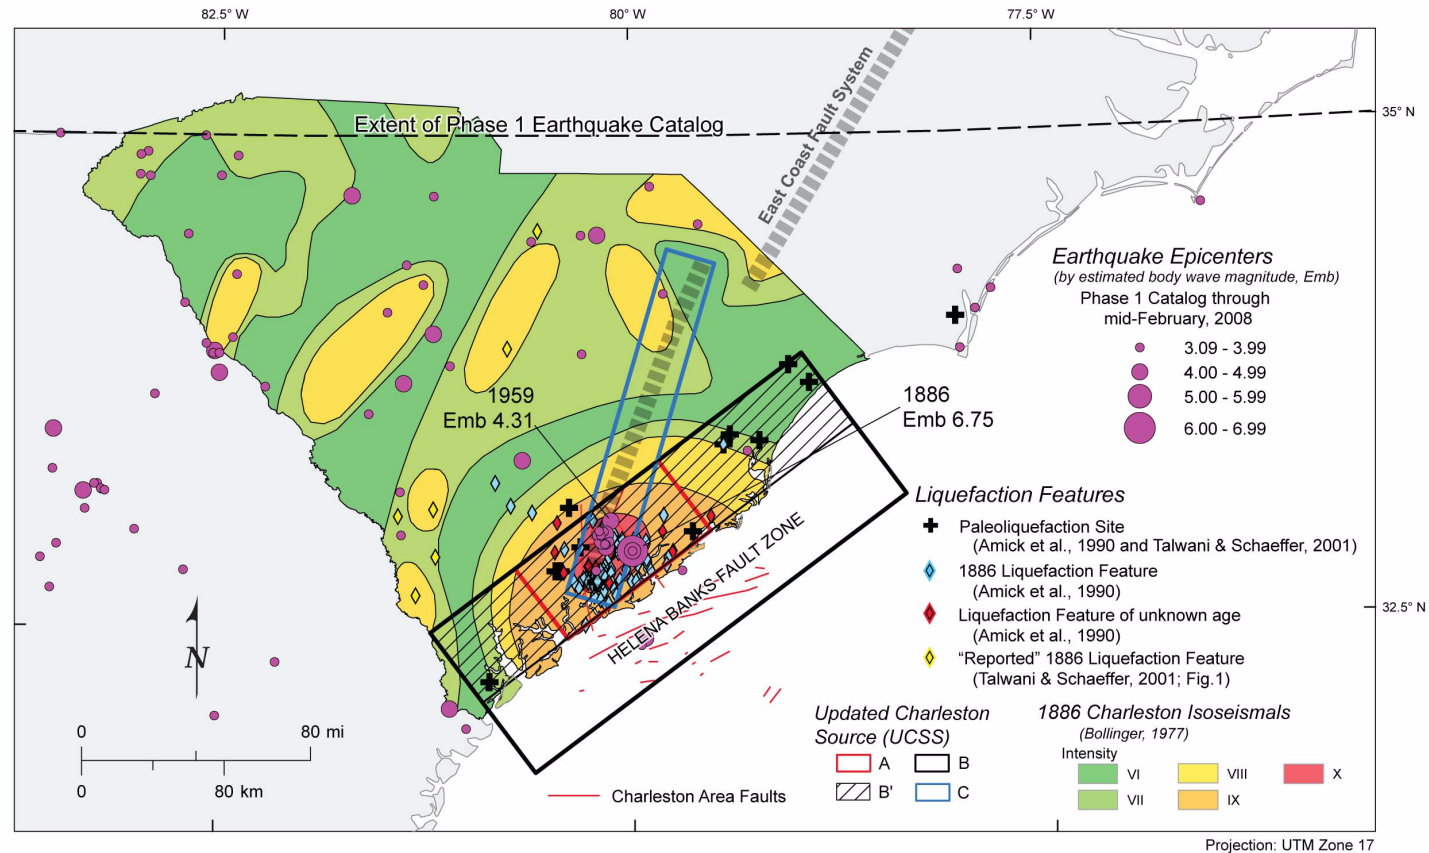 82.5° W
80° W
77.5° W
35° N
Extent of Phase 1 Earthquake Catalog
East Coast Fault System
Earthquake Epicenters
(by estimated body wave magnitude, Emb)
Phase 1 Catalog through
mid-February, 2008
3.09 - 3.99
4.00 - 4.99
5.00 - 5.99
6.00 - 6.99
1959
Emb 4.31
1886
Emb 6.75
Liquefaction Features
Paleoliquefaction Site
(Amick et al., 1990 and Talwani & Schaeffer, 2001)
1886 Liquefaction Feature
(Amick et al., 1990)
Liquefaction Feature of unknown age
(Amick et al., 1990)
"Reported" 1886 Liquefaction Feature
(Talwani & Schaeffer, 2001; Fig.1)
HELENA BANKS FAULT ZONE
32.5° N
N
0 80 mi
0 80 km
Charleston Area Faults
Updated Charleston
Source (UCSS)
A B
B' C
1886 Charleston Isoseismals
(Bollinger, 1977)
Intensity
VI VIII X
VII IX
Projection: UTM Zone 17